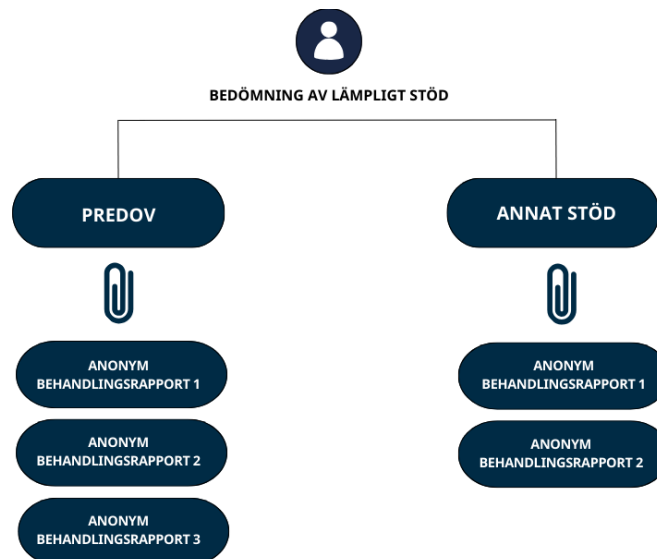 BEDÖMNING AV LÄMPLIGT STÖD
PREDOV
ANONYM
BEHANDLINGSRAPPORT 1
ANONYM
BEHANDLINGSRAPPORT 2
ANONYM
BEHANDLINGSRAPPORT 3
ANNAT STÖD
ANONYM
BEHANDLINGSRAPPORT 1
ANONYM
BEHANDLINGSRAPPORT 2